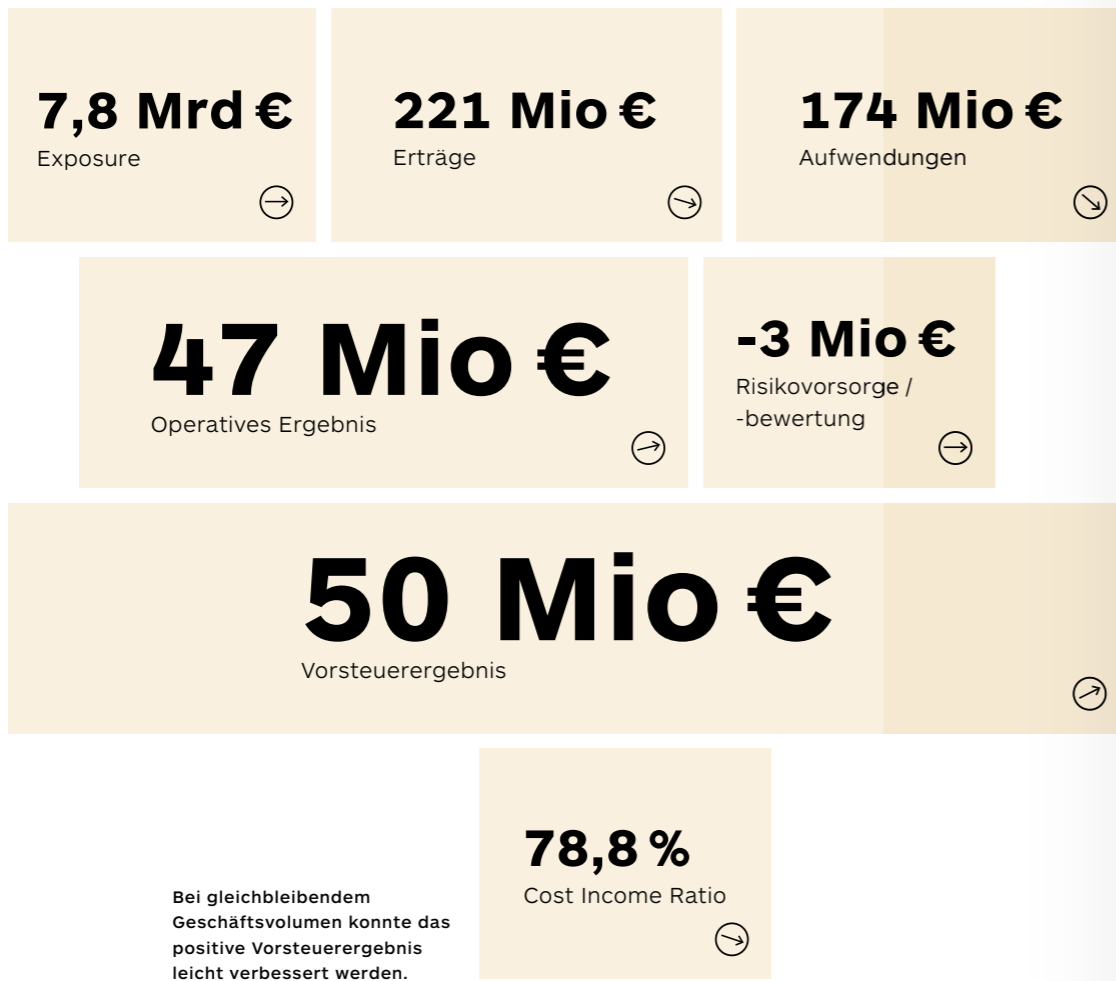 7,8 Mrd €
Exposure
221 Mio €
Erträge
174 Mio €
Aufwendungen
47 Mio €
Operatives Ergebnis
-3 Mio €
Risikovorsorge /
-bewertung
50 Mio €
Vorsteuerergebnis
78,8 %
Cost Income Ratio
Bei gleichbleibendem
Geschäftsvolumen konnte das
positive Vorsteuerergebnis
leicht verbessert werden.